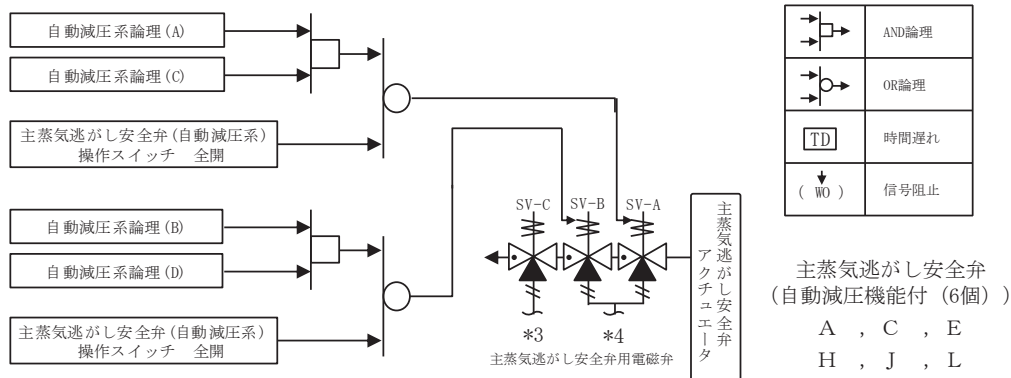 自動減圧系論理(A)
自動減圧系論理(C)
主蒸気逃がし安全弁(自動減圧系)
操作スイッチ 全開
自動減圧系論理(B)
自動減圧系論理(D)
主蒸気逃がし安全弁(自動減圧系)
操作スイッチ 全開
SV-C SV-B SV-A
*3 *4
主蒸気逃がし安全弁用電磁弁
主蒸気逃がし安全弁
アクチュエータ
AND論理
OR論理
TD 時間遅れ
( WO ) 信号阻止
主蒸気逃がし安全弁
(自動減圧機能付 (6個))
A , C , E
H , J , L